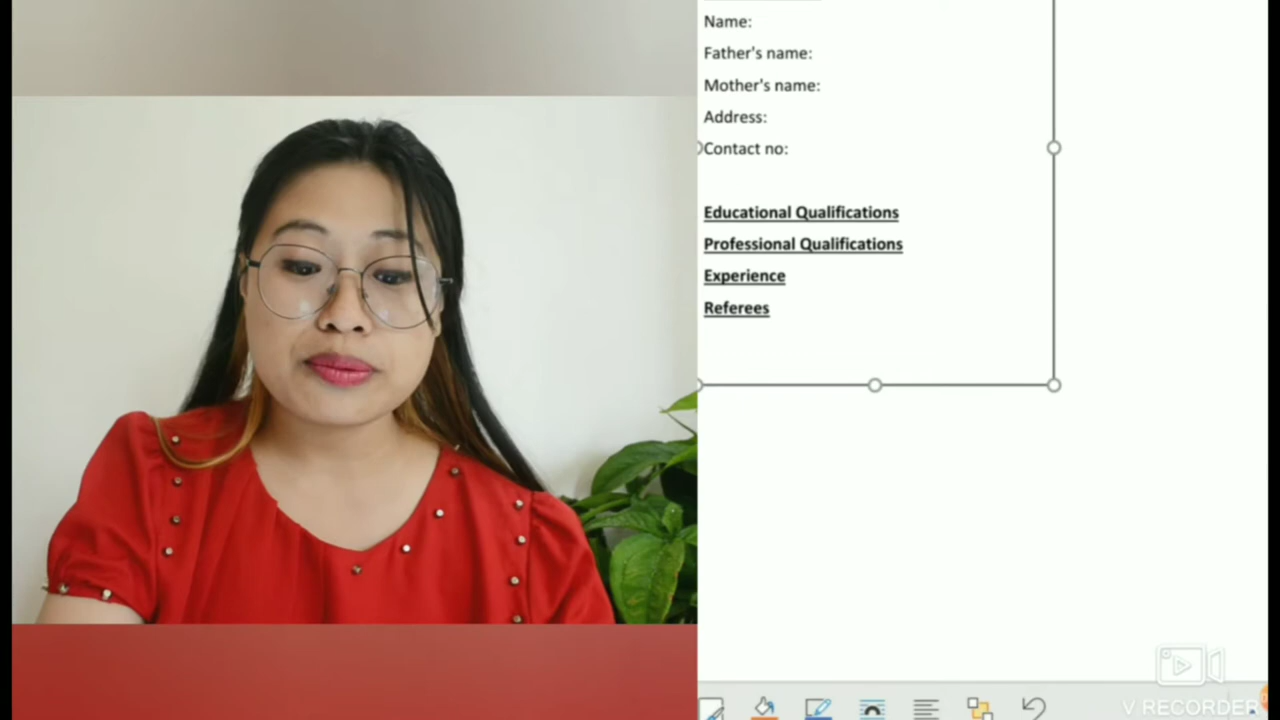 Name:
Father's name:
Mother's name:
Address:
Contact no:
Educational Qualifications
Professional Qualifications
Experience
Referees
V RECORDER